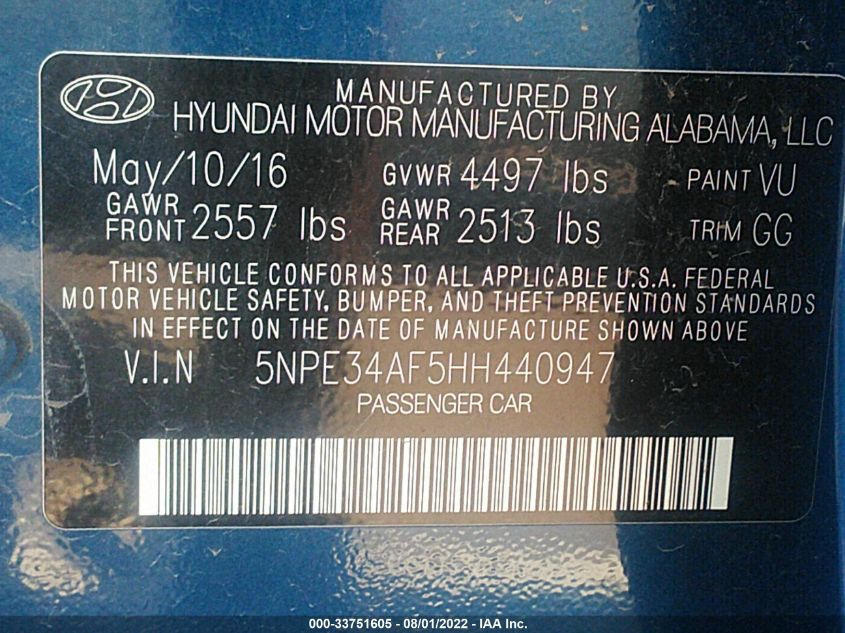 MANUFACTURED BY
HYUNDAI MOTOR MANUFACTURING ALABAMA, LLC
May/10/16 GVWR 4497 lbs PAINT VU
GAWR FRONT 2557 lbs GAWR REAR 2513 lbs TRIM GG
THIS VEHICLE CONFORMS TO ALL APPLICABLE U.S.A. FEDERAL
MOTOR VEHICLE SAFETY, BUMPER, AND THEFT PREVENTION STANDARDS
IN EFFECT ON THE DATE OF MANUFACTURE SHOWN ABOVE
V.I.N 5NPE34AF5HH440947
PASSENGER CAR
000-33751605 - 08/01/2022 - IAA Inc.